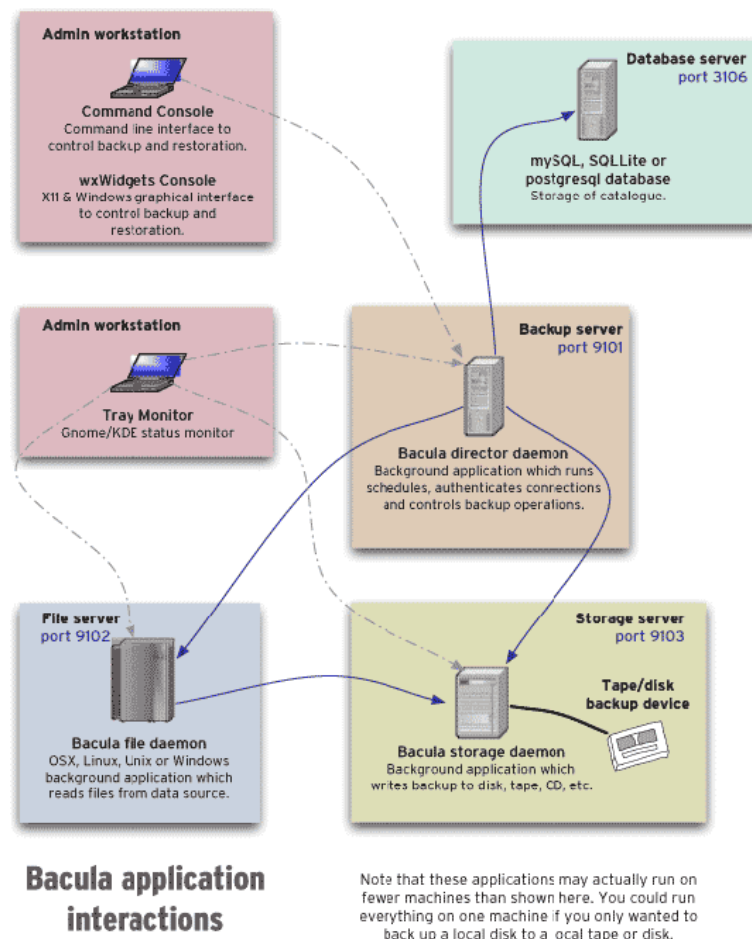 Admin workstation
Command Console
Command line interface to
control backup and restoration.
wxWidgets Console
X11 & Windows graphical interface
to control backup and
restoration.
Database server
port 3106
mySQL, SQLLite or
postgresql database
Storage of catalogue.
Admin workstation
Tray Monitor
Gnome/KDE status monitor
Backup server
port 9101
Bacula director daemon
Background application which runs
schedules, authenticates connections
and controls backup operations.
File server
port 9102
Bacula file daemon
OSX, Linux, Unix or Windows
background application which
reads files from data source.
Storage server
port 9103
Tape/disk
backup device
Bacula storage daemon
Background application which
writes backup to disk, tape, CD, etc.
Bacula application
interactions
Note that these applications may actually run on
fewer machines than shown here. You could run
everything on one machine if you only wanted to
back up a local disk to a local tape or disk.